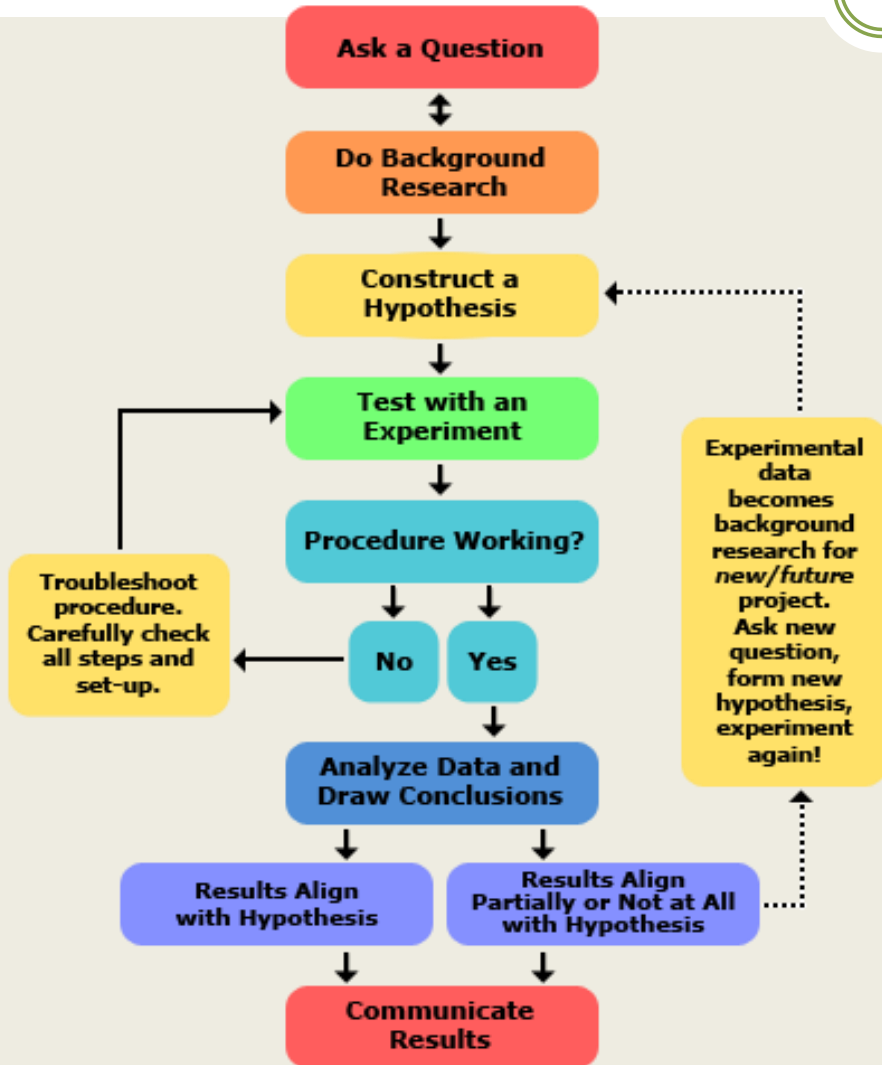 Ask a Question
Do Background
Research
Construct a
Hypothesis
Test with an
Experiment
Procedure Working?
No
Yes
Troubleshoot
procedure.
Carefully check
all steps and
set-up.
Analyze Data and
Draw Conclusions
Results Align
with Hypothesis
Results Align
Partially or Not at All
with Hypothesis
Experimental
data
becomes
background
research for
new/future
project.
Ask new
question,
form new
hypothesis,
experiment
again!
Communicate
Results